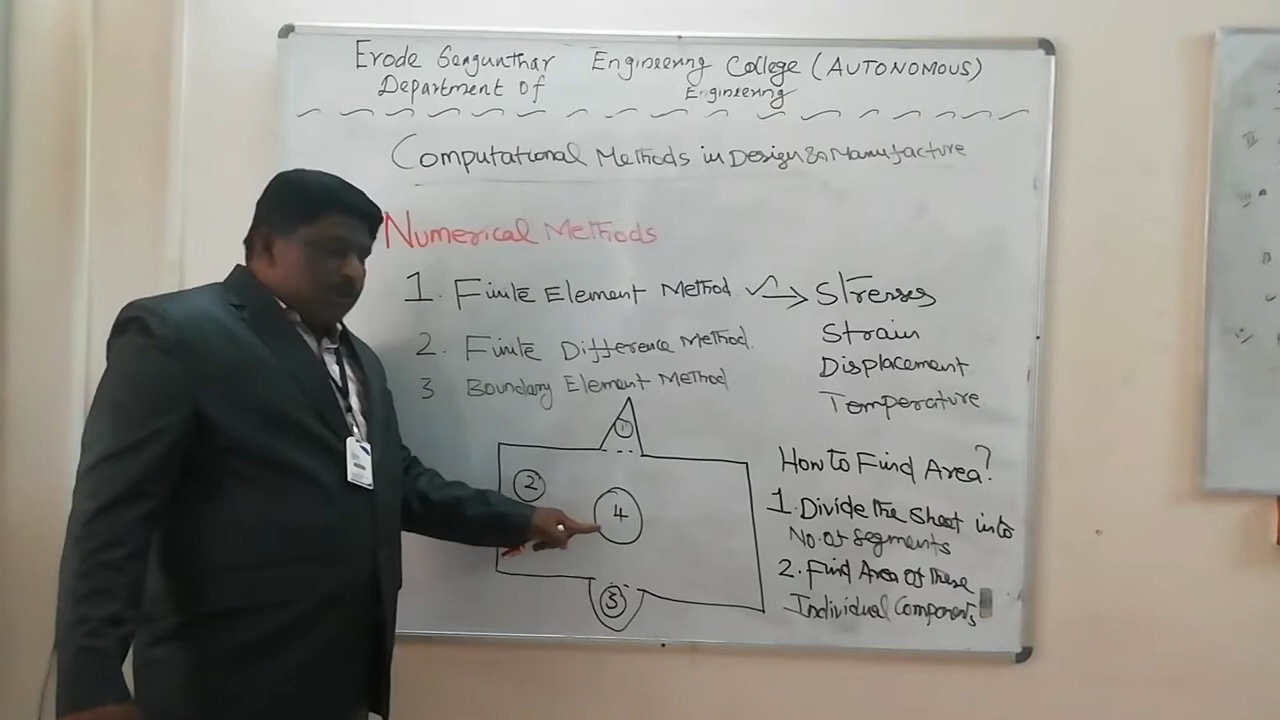 Erode Sengunthar Engineering College (AUTONOMOUS)
Department of Engineering
Computational Methods in Design & Manufacture
Numerical Methods
1. Finite Element Method → Stresses
Strain
Displacement
Temperature
2. Finite Difference Method.
3 Boundary Element Method
1
2
4
3
How to Find Area?
1. Divide the Sheet into
No. of segments
2. Find Area of These
Individual Components